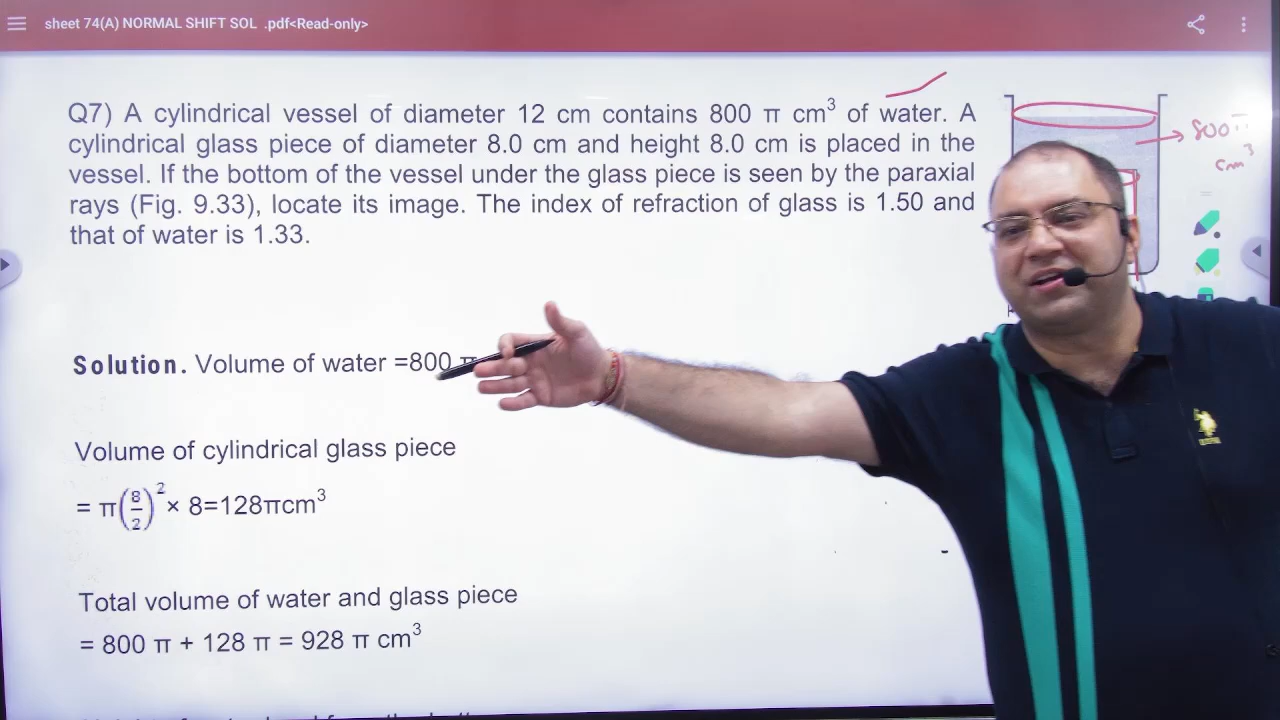 sheet 74(A) NORMAL SHIFT SOL .pdf<Read-only>
Q7) A cylindrical vessel of diameter 12 cm contains 800 π cm³ of water. A
cylindrical glass piece of diameter 8.0 cm and height 8.0 cm is placed in the
vessel. If the bottom of the vessel under the glass piece is seen by the paraxial
rays (Fig. 9.33), locate its image. The index of refraction of glass is 1.50 and
that of water is 1.33.
800 π
cm³
Solution. Volume of water =800 π
Volume of cylindrical glass piece
= π(8/2)² × 8=128πcm³
Total volume of water and glass piece
= 800 π + 128 π = 928 π cm³